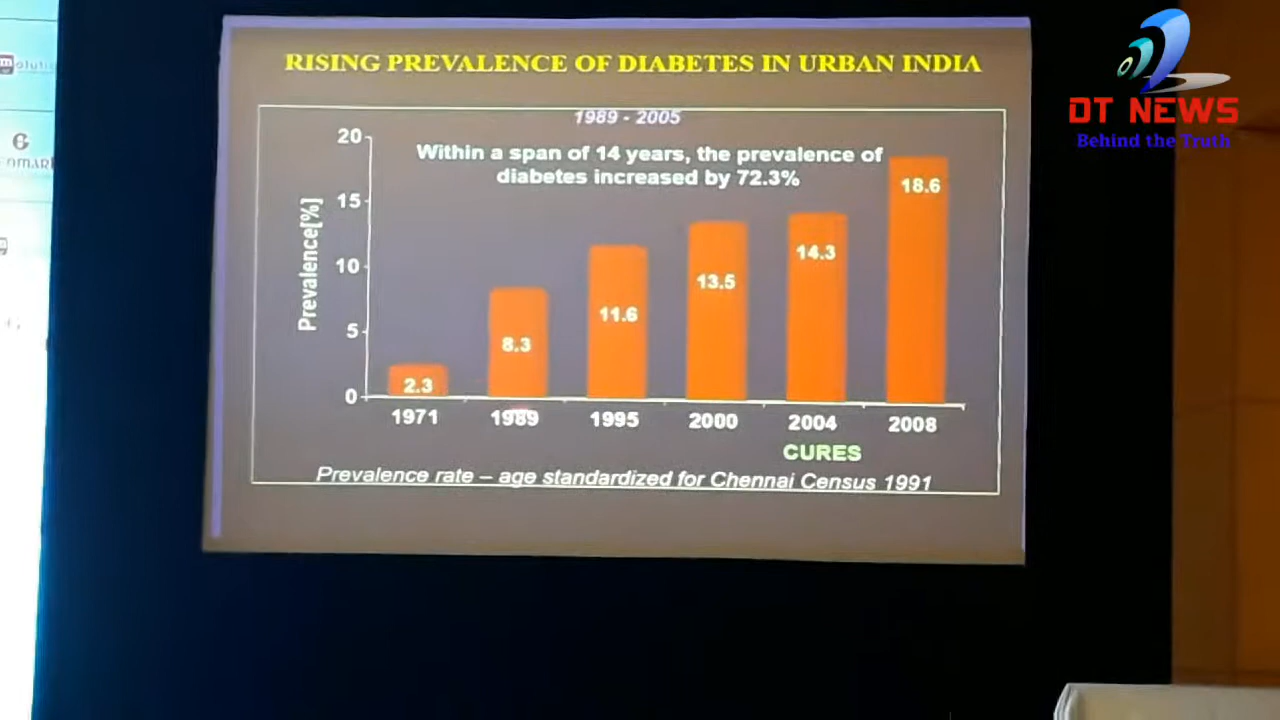 RISING PREVALENCE OF DIABETES IN URBAN INDIA
1989 - 2005
Within a span of 14 years, the prevalence of
diabetes increased by 72.3%
Prevalence[%]
20
15
10
5
0
2.3
8.3
11.6
13.5
14.3
18.6
1971 1989 1995 2000 2004 2008
CURES
Prevalence rate – age standardized for Chennai Census 1991
DT NEWS
Behind the Truth